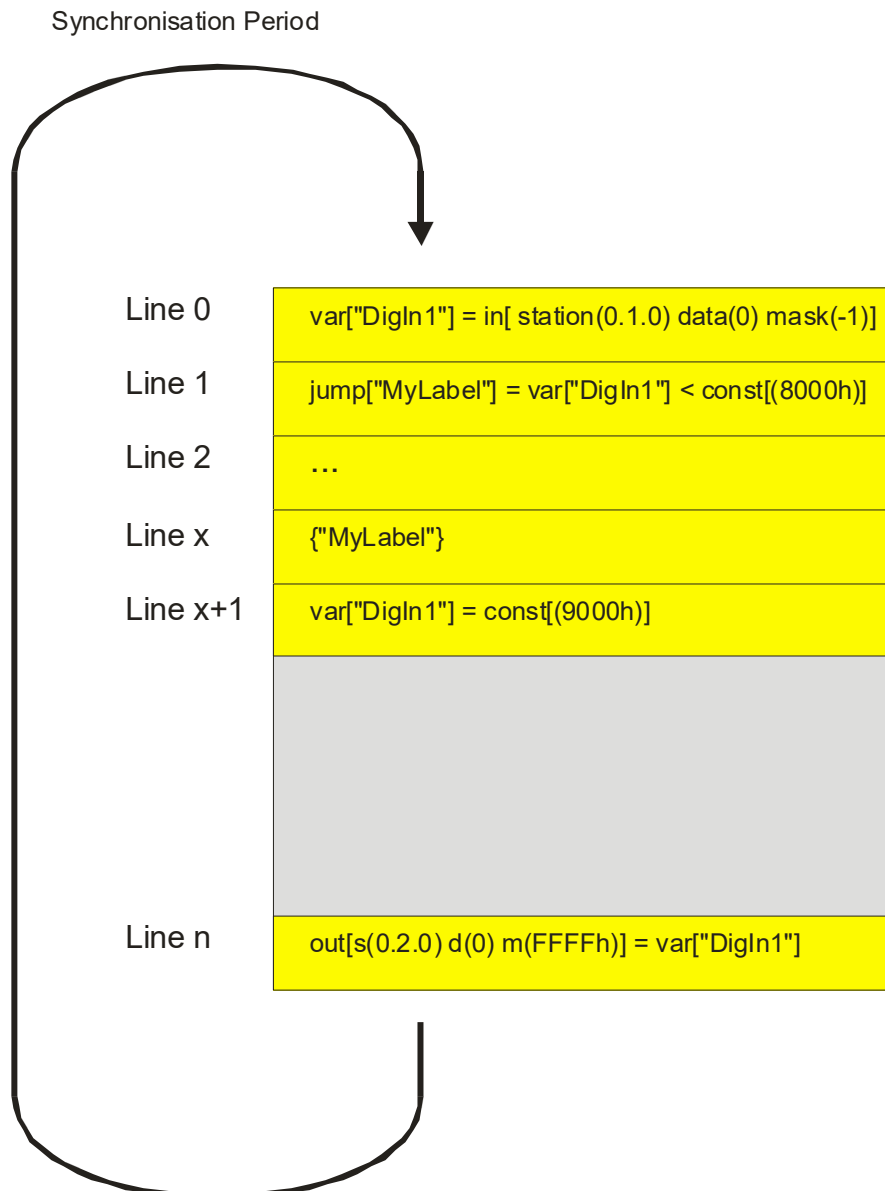 Synchronisation Period
Line 0 var["DigIn1"] = in[ station(0.1.0) data(0) mask(-1)]
Line 1 jump["MyLabel"] = var["DigIn1"] < const[(8000h)]
Line 2 ...
Line x {"MyLabel"}
Line x+1 var["DigIn1"] = const[(9000h)]
Line n out[s(0.2.0) d(0) m(FFFFh)] = var["DigIn1"]